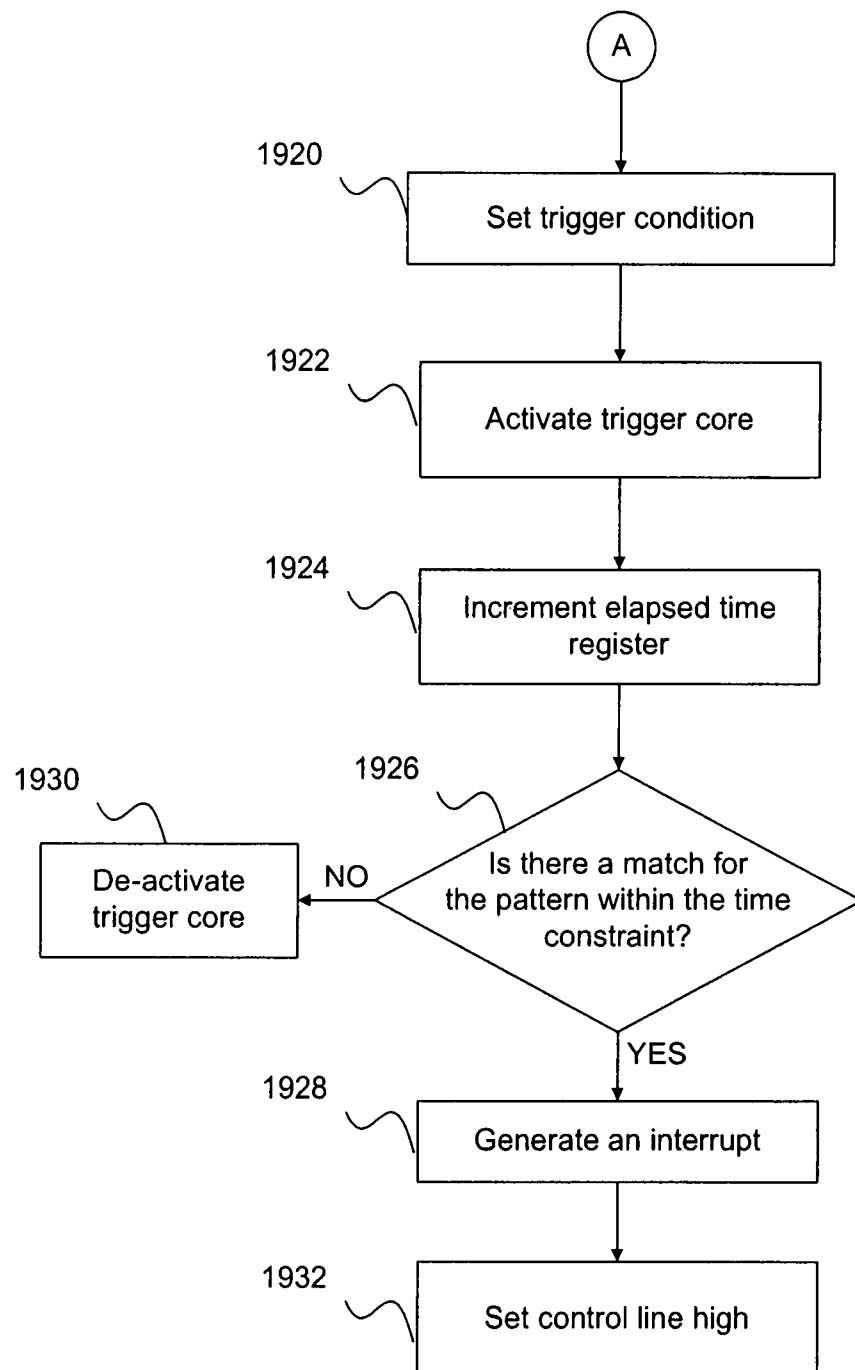 A
1920
Set trigger condition
1922
Activate trigger core
1924
Increment elapsed time
register
1926
1930
Is there a match for
the pattern within the time
constraint?
NO
De-activate
trigger core
YES
1928
Generate an interrupt
1932
Set control line high